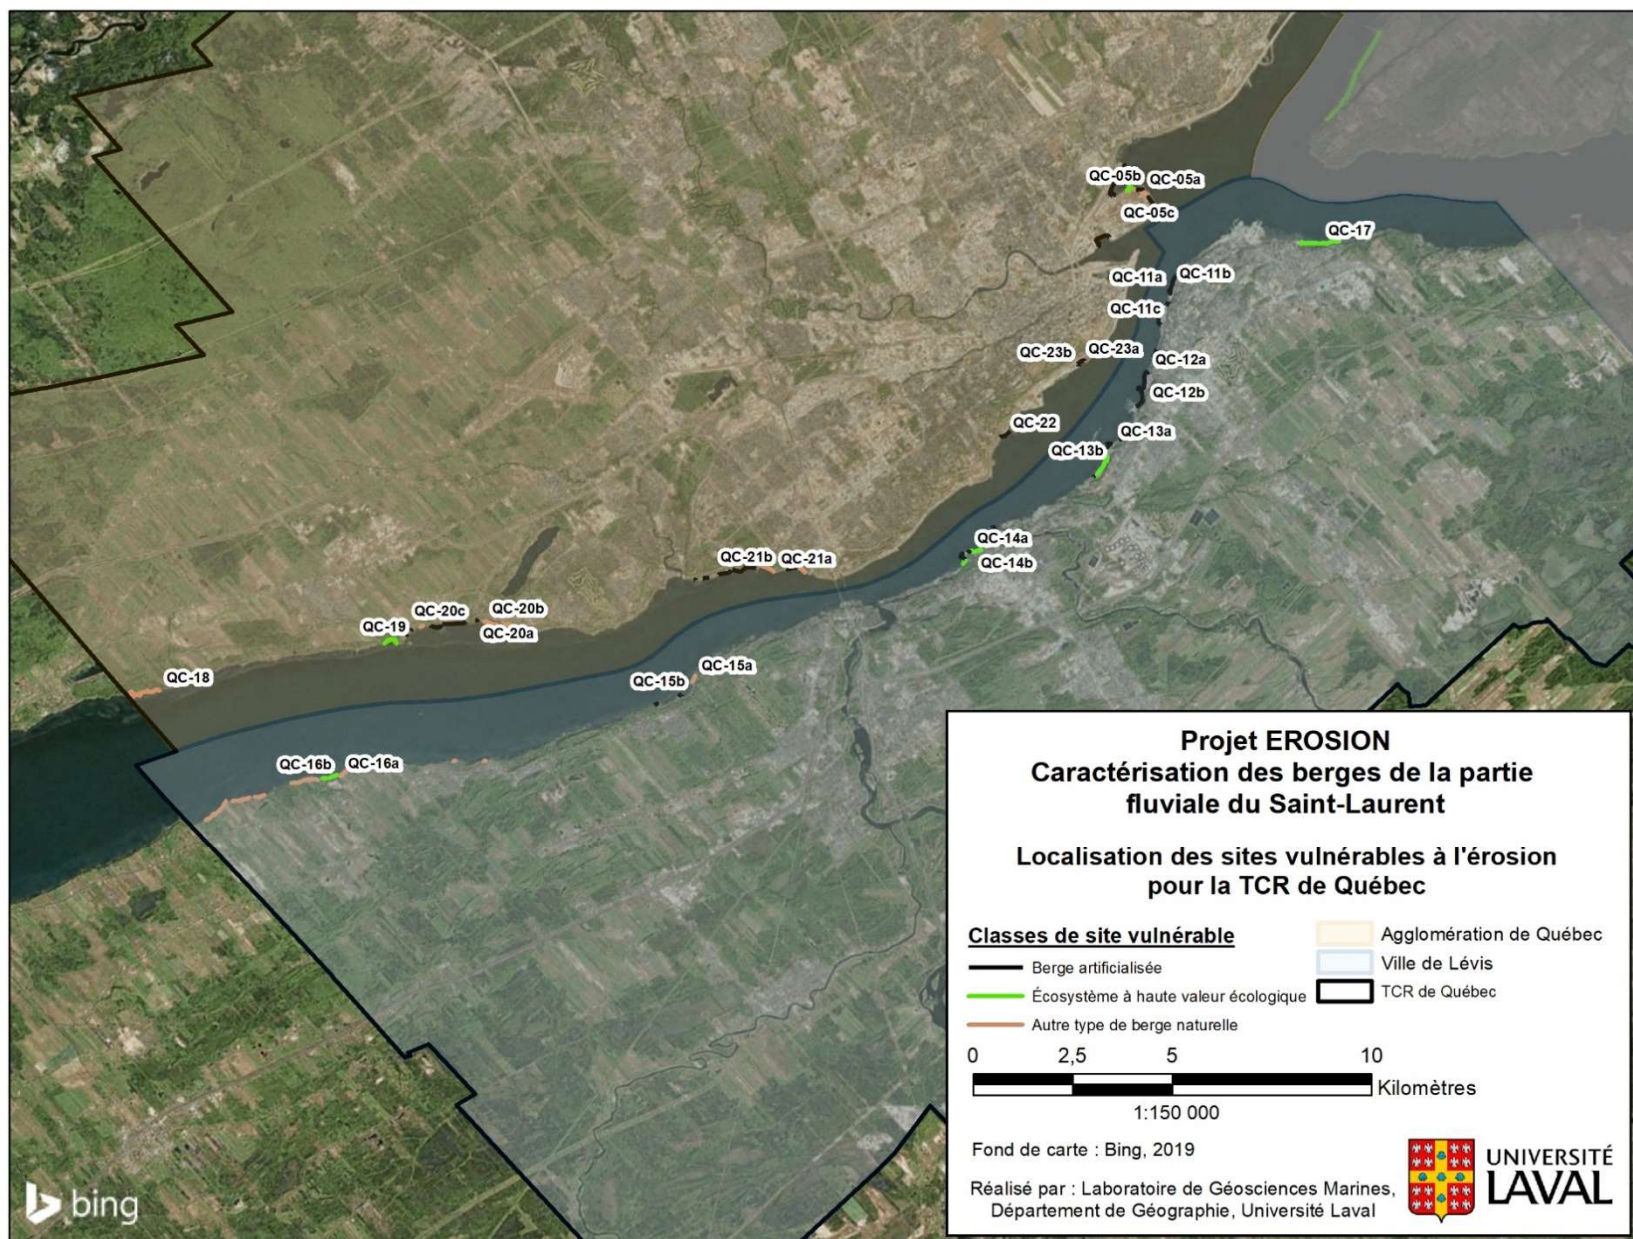 QC-05b
QC-05a
QC-05c
QC-17
QC-11a
QC-11b
QC-11c
QC-23b
QC-23a
QC-12a
QC-12b
QC-22
QC-13a
QC-13b
QC-14a
QC-14b
QC-21b
QC-21a
QC-20c
QC-20b
QC-19
QC-20a
QC-18
QC-15a
QC-15b
QC-16b
QC-16a
Projet EROSION
Caractérisation des berges de la partie
fluviale du Saint-Laurent
Localisation des sites vulnérables à l'érosion
pour la TCR de Québec
Classes de site vulnérable
Berge artificialisée
Écosystème à haute valeur écologique
Autre type de berge naturelle
Agglomération de Québec
Ville de Lévis
TCR de Québec
0 2,5 5 10
Kilomètres
1:150 000
Fond de carte : Bing, 2019
Réalisé par : Laboratoire de Géosciences Marines,
Département de Géographie, Université Laval
UNIVERSITÉ
LAVAL
bing